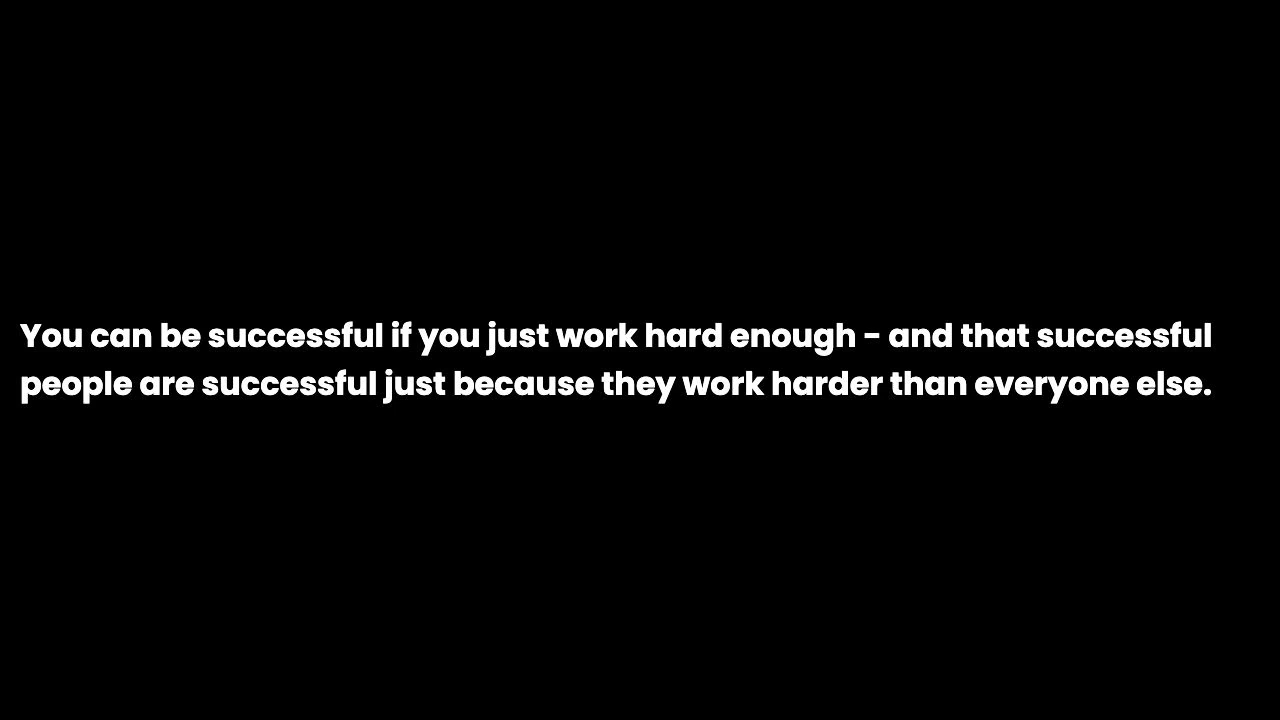 You can be successful if you just work hard enough - and that successful
people are successful just because they work harder than everyone else.